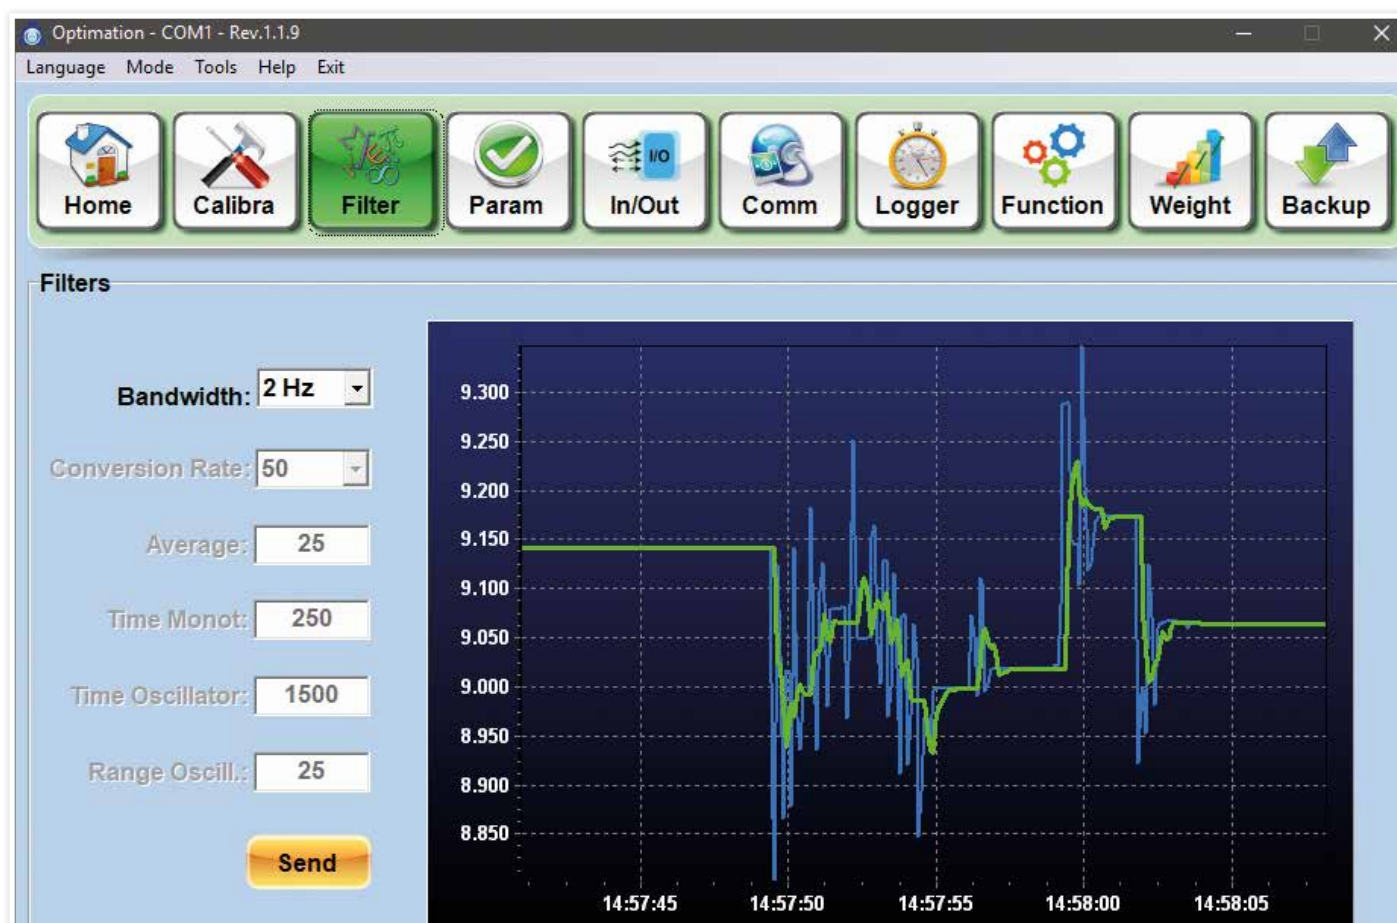 Optimation - COM1 - Rev.1.1.9
Language Mode Tools Help Exit
Home Calibra Filter Param In/Out Comm Logger Function Weight Backup
I/O
Filters
Bandwidth: 2 Hz
Conversion Rate: 50
Average: 25
Time Monot: 250
Time Oscillator: 1500
Range Oscill.: 25
Send
9.300
9.250
9.200
9.150
9.100
9.050
9.000
8.950
8.900
8.850
14:57:45 14:57:50 14:57:55 14:58:00 14:58:05